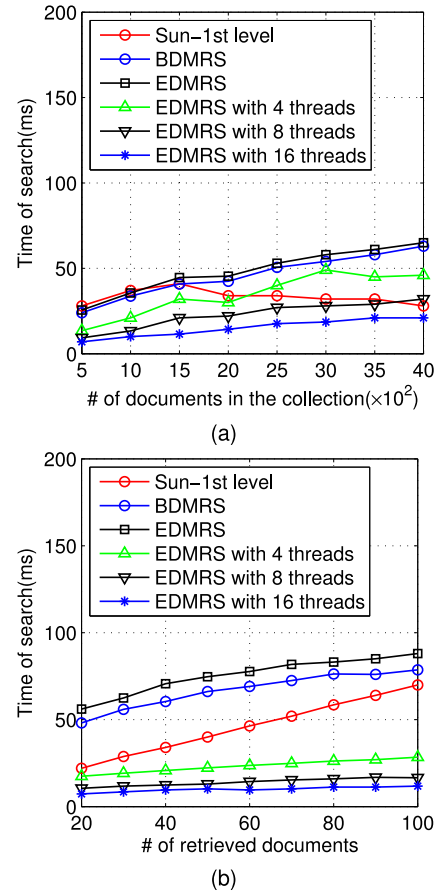 200
150
100
50
0
Time of search(ms)
Sun−1st level
BDMRS
EDMRS
EDMRS with 4 threads
EDMRS with 8 threads
EDMRS with 16 threads
5 10 15 20 25 30 35 40
# of documents in the collection(×10²)
(a)
200
150
100
50
0
Time of search(ms)
Sun−1st level
BDMRS
EDMRS
EDMRS with 4 threads
EDMRS with 8 threads
EDMRS with 16 threads
20 40 60 80 100
# of retrieved documents
(b)